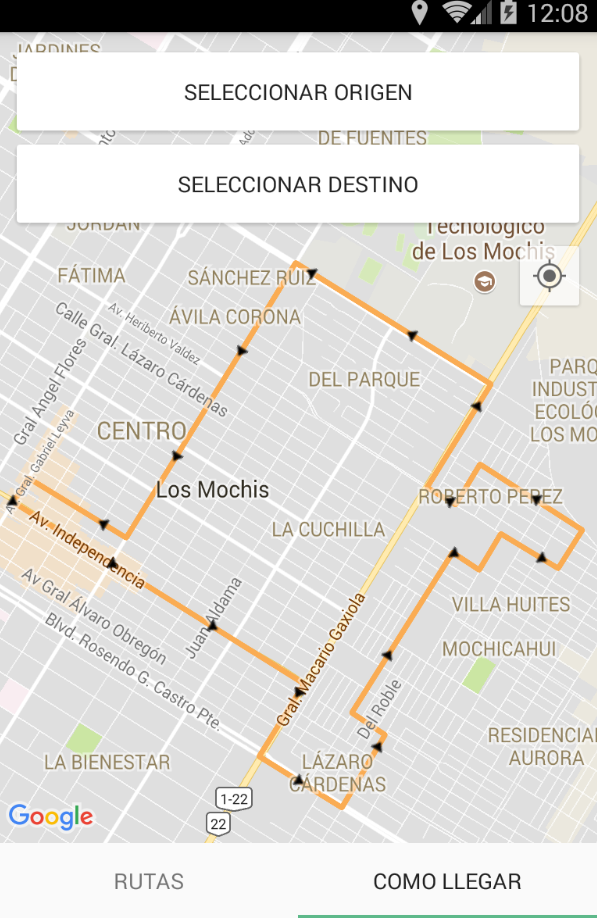 12:08
JARDINES
SELECCIONAR ORIGEN
DE FUENTES
SELECCIONAR DESTINO
JORDAN
Tecnológico
de Los Mochis
FÁTIMA
SÁNCHEZ RUIZ
Av. Heriberto Valdez
ÁVILA CORONA
Calle Gral. Lázaro Cárdenas
Gral Angel Flores
PARQ
DEL PARQUE
INDUST
ECOLÓ
LOS MO
Av. Gral. Gabriel Leyva
CENTRO
Los Mochis
ROBERTO PEREZ
LA CUCHILLA
Av. Independencia
Av Gral Álvaro Obregón
Juan Aldama
VILLA HUITES
Blvd. Rosendo G. Castro Pte.
Gral. Macario Gaxiola
MOCHICAHUI
Del Roble
RESIDENCIAL
AURORA
LA BIENESTAR
LÁZARO
CÁRDENAS
1-22
22
Google
RUTAS
COMO LLEGAR